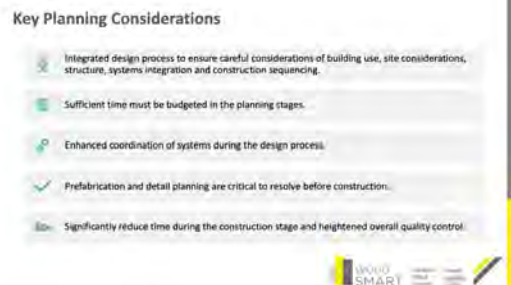 Key Planning Considerations
Integrated design process to ensure careful considerations of building use, site considerations,
structure, systems integration and construction sequencing.
Sufficient time must be budgeted in the planning stages.
Enhanced coordination of systems during the design process.
Prefabrication and detail planning are critical to resolve before construction.
Significantly reduce time during the construction stage and heightened overall quality control.
WOOD
SMART